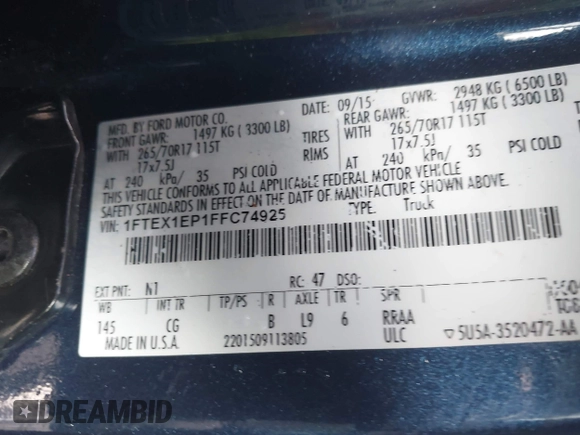 MFD. BY FORD MOTOR CO.
DATE: 09/15
GVWR: 2948 KG ( 6500 LB)
FRONT GAWR: 1497 KG ( 3300 LB)
REAR GAWR: 1497 KG ( 3300 LB)
WITH 265/70R17 115T TIRES WITH 265/70R17 115T
17x7.5J RIMS 17x7.5J
AT 240 kPa/ 35 PSI COLD AT 240 kPa/ 35 PSI COLD
THIS VEHICLE CONFORMS TO ALL APPLICABLE FEDERAL MOTOR VEHICLE
SAFETY STANDARDS IN EFFECT ON THE DATE OF MANUFACTURE SHOWN ABOVE.
VIN: 1FTEX1EP1FFC74925
TYPE: Truck
EXT PNT: N1 RC: 47 DSO:
WB INT TR TP/PS R AXLE TR SPR
145 CG B L9 6 RRAA
MADE IN U.S.A. 2201509113805 ULC 5U5A-3520472-AA
DREAMBID